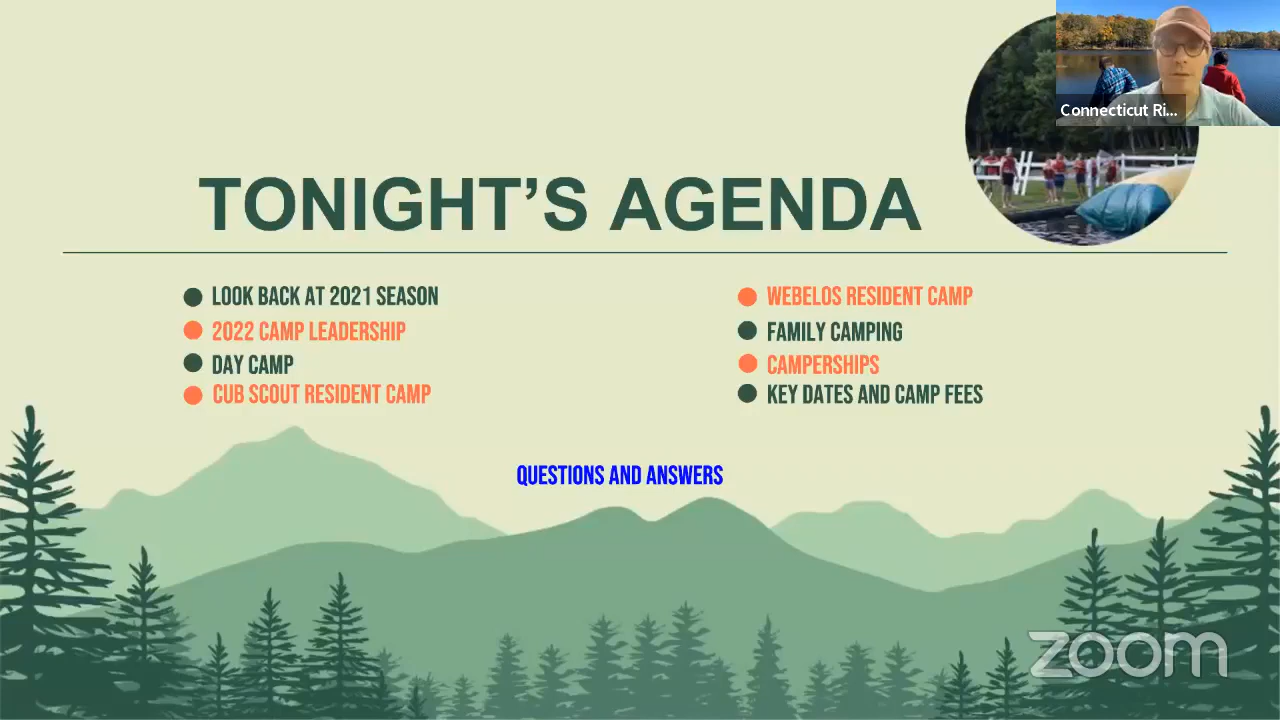 Connecticut Ri...
TONIGHT'S AGENDA
LOOK BACK AT 2021 SEASON
2022 CAMP LEADERSHIP
DAY CAMP
CUB SCOUT RESIDENT CAMP
WEBELOS RESIDENT CAMP
FAMILY CAMPING
CAMPERSHIPS
KEY DATES AND CAMP FEES
QUESTIONS AND ANSWERS
zoom